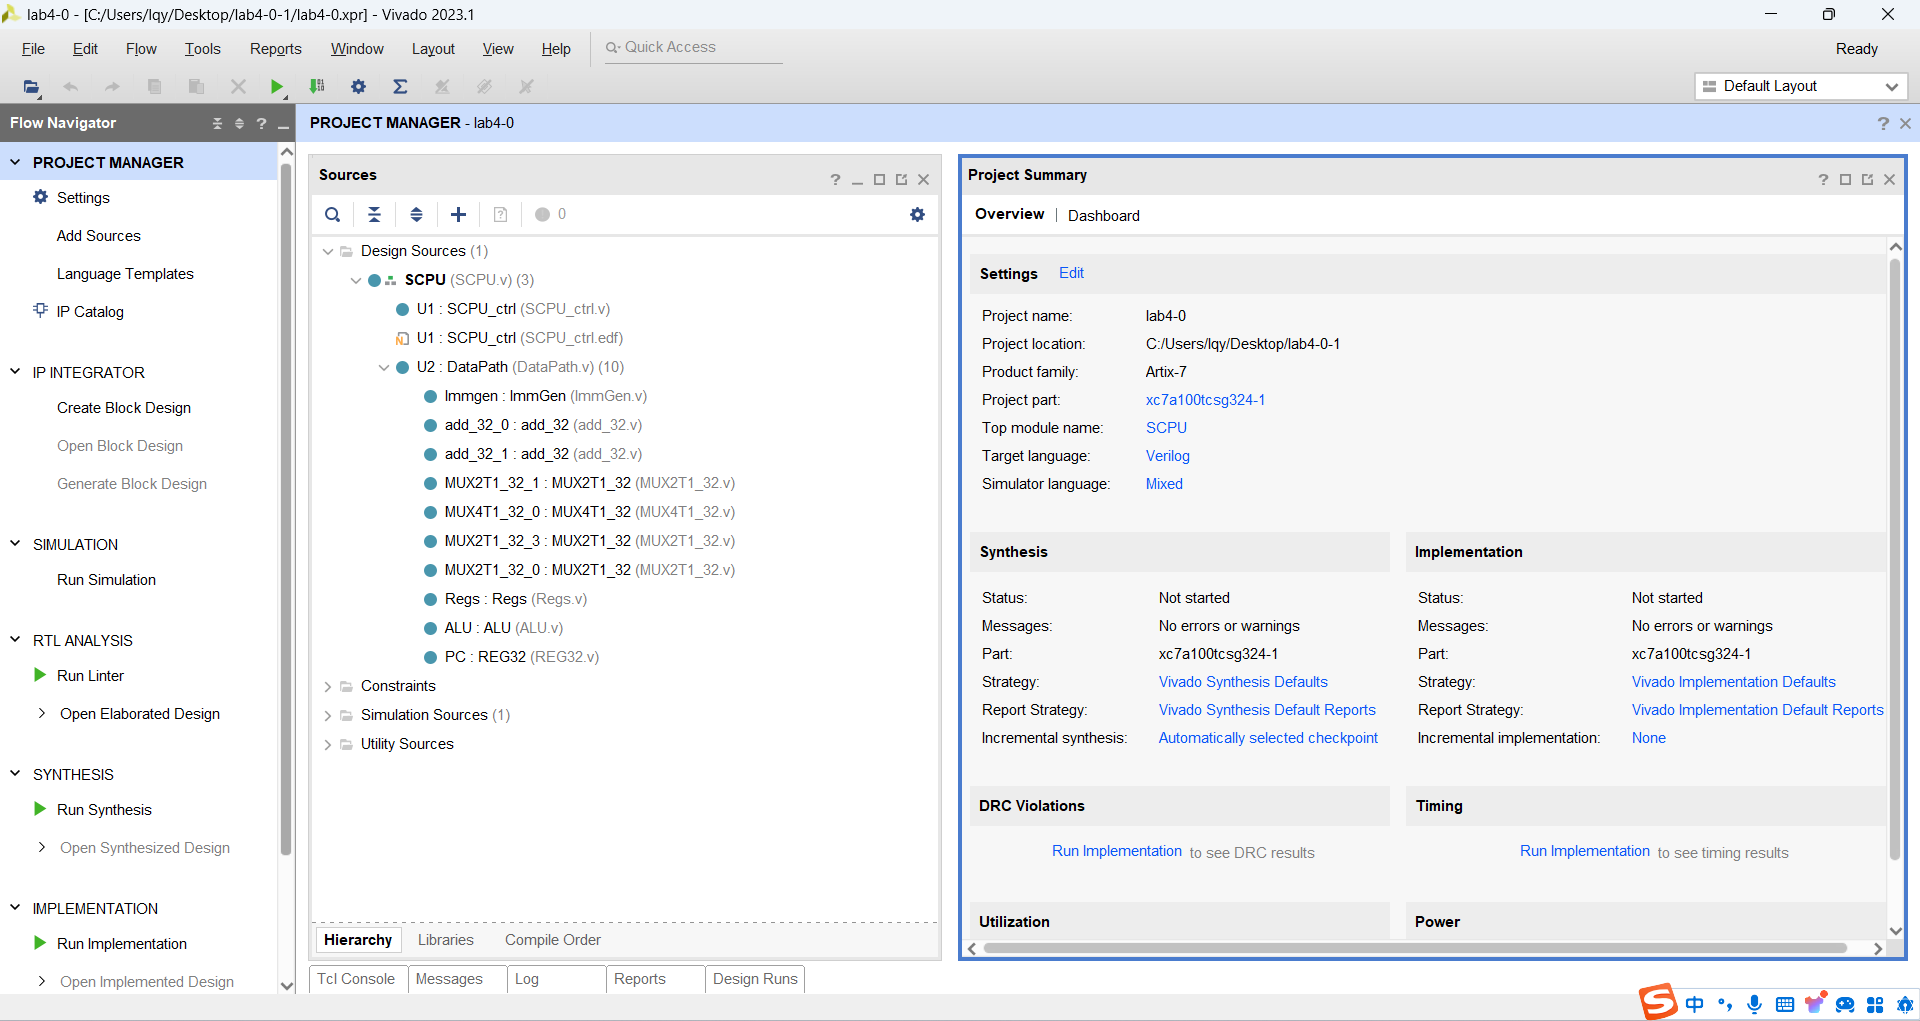 lab4-0 - [C:/Users/lqy/Desktop/lab4-0-1/lab4-0.xpr] - Vivado 2023.1
File Edit Flow Tools Reports Window Layout View Help Quick Access Ready
Default Layout
Flow Navigator
PROJECT MANAGER - lab4-0
PROJECT MANAGER
Settings
Add Sources
Language Templates
IP Catalog
IP INTEGRATOR
Create Block Design
Open Block Design
Generate Block Design
SIMULATION
Run Simulation
RTL ANALYSIS
Run Linter
Open Elaborated Design
SYNTHESIS
Run Synthesis
Open Synthesized Design
IMPLEMENTATION
Run Implementation
Open Implemented Design
Sources
0
Design Sources (1)
SCPU (SCPU.v) (3)
U1 : SCPU_ctrl (SCPU_ctrl.v)
U1 : SCPU_ctrl (SCPU_ctrl.edf)
U2 : DataPath (DataPath.v) (10)
Immgen : ImmGen (ImmGen.v)
add_32_0 : add_32 (add_32.v)
add_32_1 : add_32 (add_32.v)
MUX2T1_32_1 : MUX2T1_32 (MUX2T1_32.v)
MUX4T1_32_0 : MUX4T1_32 (MUX4T1_32.v)
MUX2T1_32_3 : MUX2T1_32 (MUX2T1_32.v)
MUX2T1_32_0 : MUX2T1_32 (MUX2T1_32.v)
Regs : Regs (Regs.v)
ALU : ALU (ALU.v)
PC : REG32 (REG32.v)
Constraints
Simulation Sources (1)
Utility Sources
Hierarchy Libraries Compile Order
Tcl Console Messages Log Reports Design Runs
Project Summary
Overview | Dashboard
Settings Edit
Project name: lab4-0
Project location: C:/Users/lqy/Desktop/lab4-0-1
Product family: Artix-7
Project part: xc7a100tcsg324-1
Top module name: SCPU
Target language: Verilog
Simulator language: Mixed
Synthesis
Status: Not started
Messages: No errors or warnings
Part: xc7a100tcsg324-1
Strategy: Vivado Synthesis Defaults
Report Strategy: Vivado Synthesis Default Reports
Incremental synthesis: Automatically selected checkpoint
Implementation
Status: Not started
Messages: No errors or warnings
Part: xc7a100tcsg324-1
Strategy: Vivado Implementation Defaults
Report Strategy: Vivado Implementation Default Reports
Incremental implementation: None
DRC Violations
Run Implementation to see DRC results
Timing
Run Implementation to see timing results
Utilization
Power
中